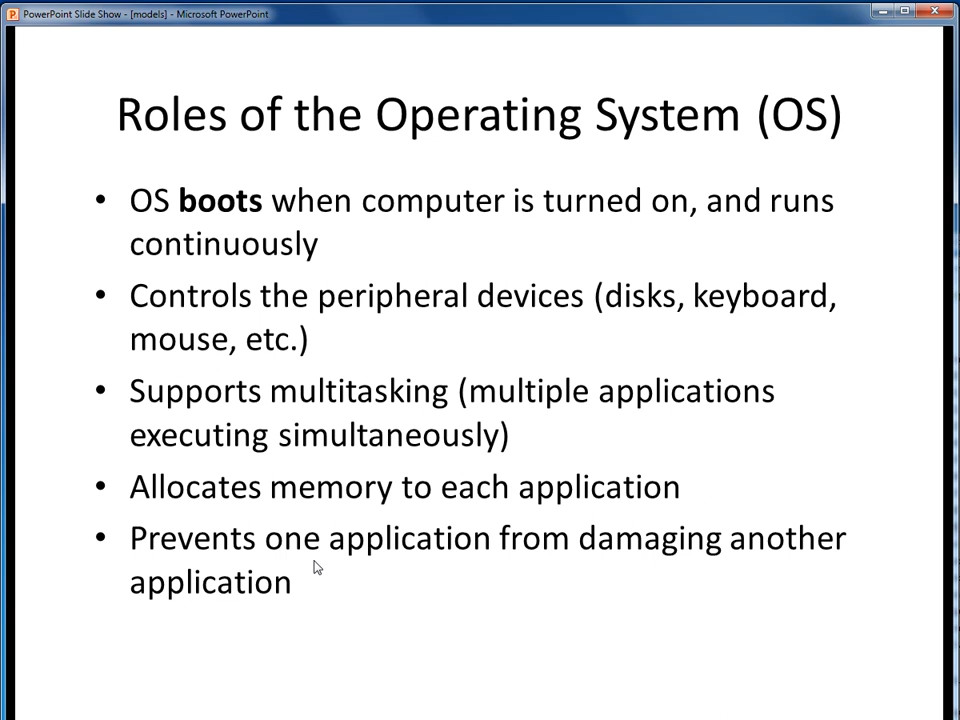 PowerPoint Slide Show - [models] - Microsoft PowerPoint
Roles of the Operating System (OS)
• OS boots when computer is turned on, and runs
continuously
• Controls the peripheral devices (disks, keyboard,
mouse, etc.)
• Supports multitasking (multiple applications
executing simultaneously)
• Allocates memory to each application
• Prevents one application from damaging another
application